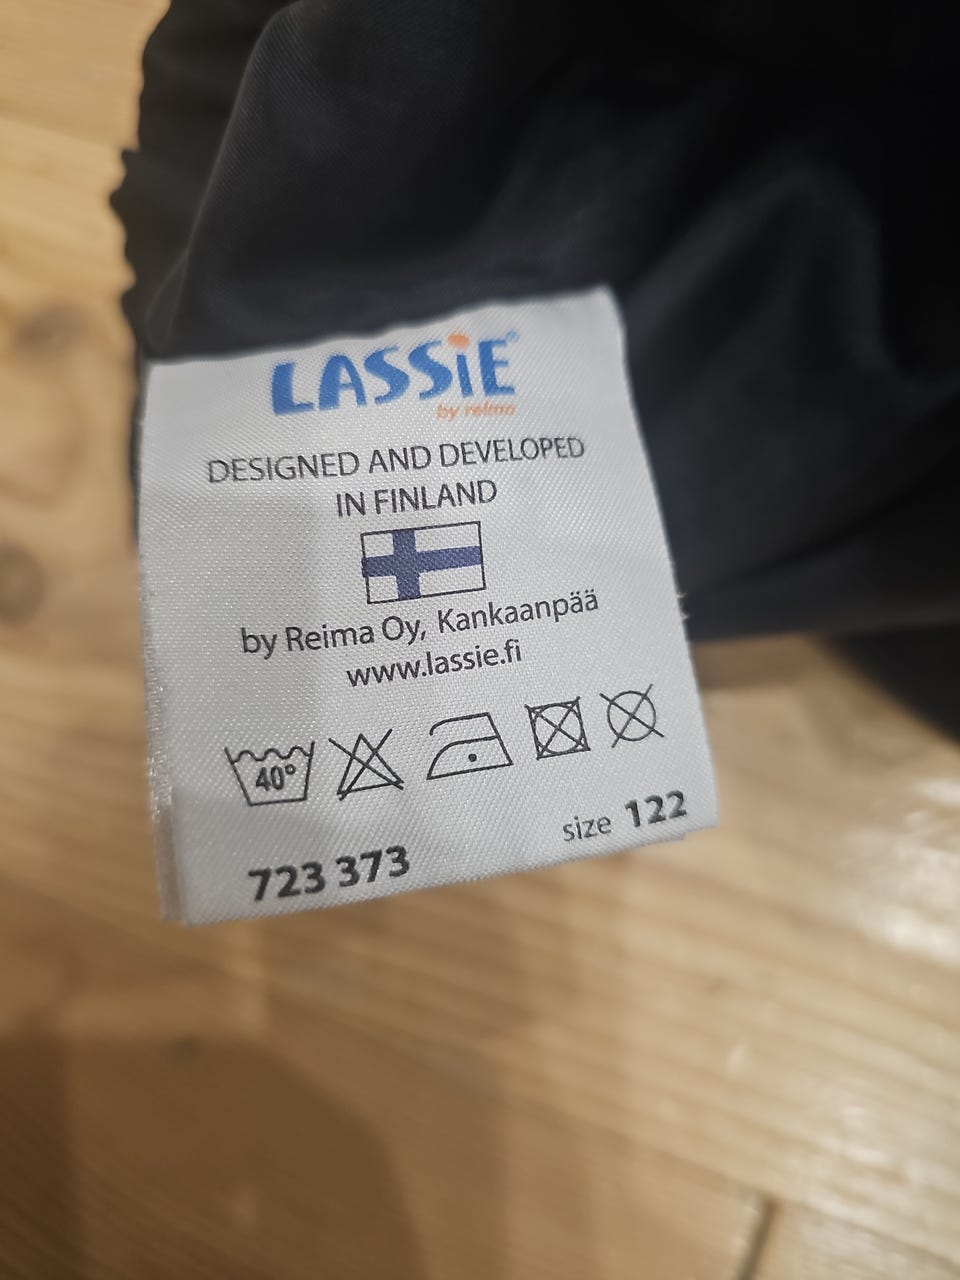 LASSiE®
by reima
DESIGNED AND DEVELOPED
IN FINLAND
by Reima Oy, Kankaanpää
www.lassie.fi
40°
723 373
size 122